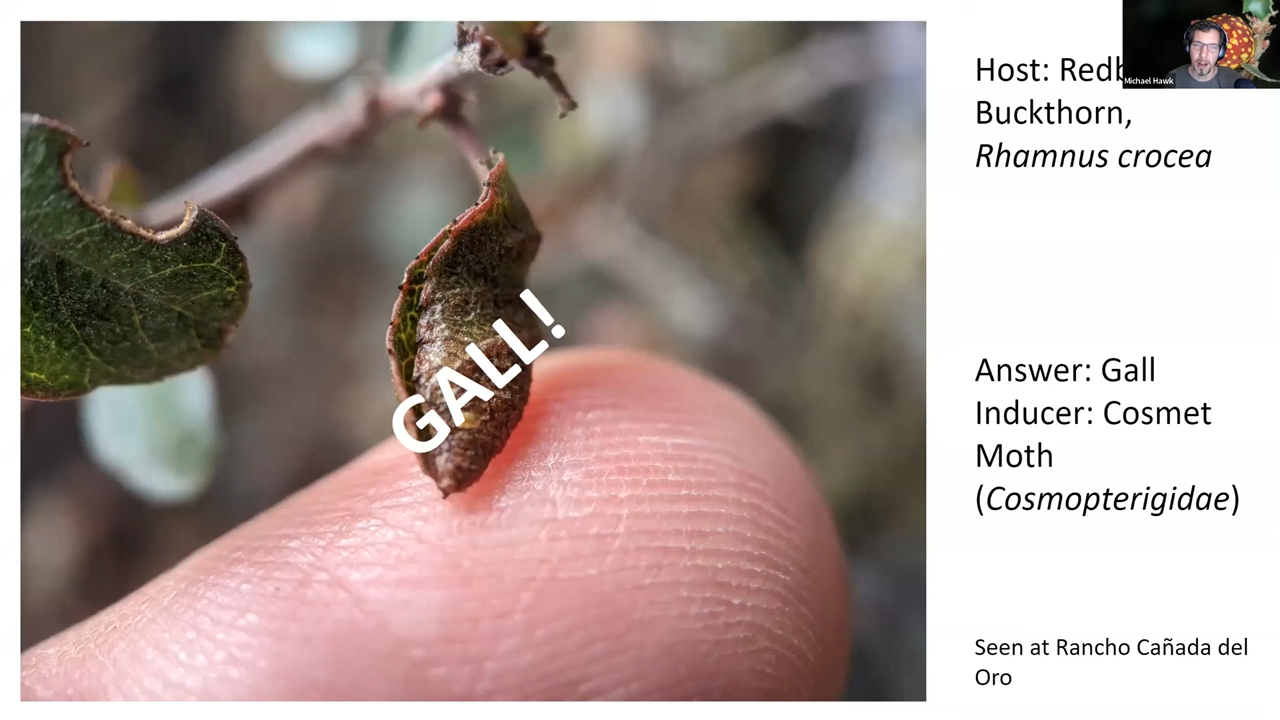 Host:
Buckthorn,
Rhamnus crocea
Michael Hawk
GALL!
Answer: Gall
Inducer: Cosmet
Moth
(Cosmopterigidae)
Seen at Rancho Cañada del
Oro